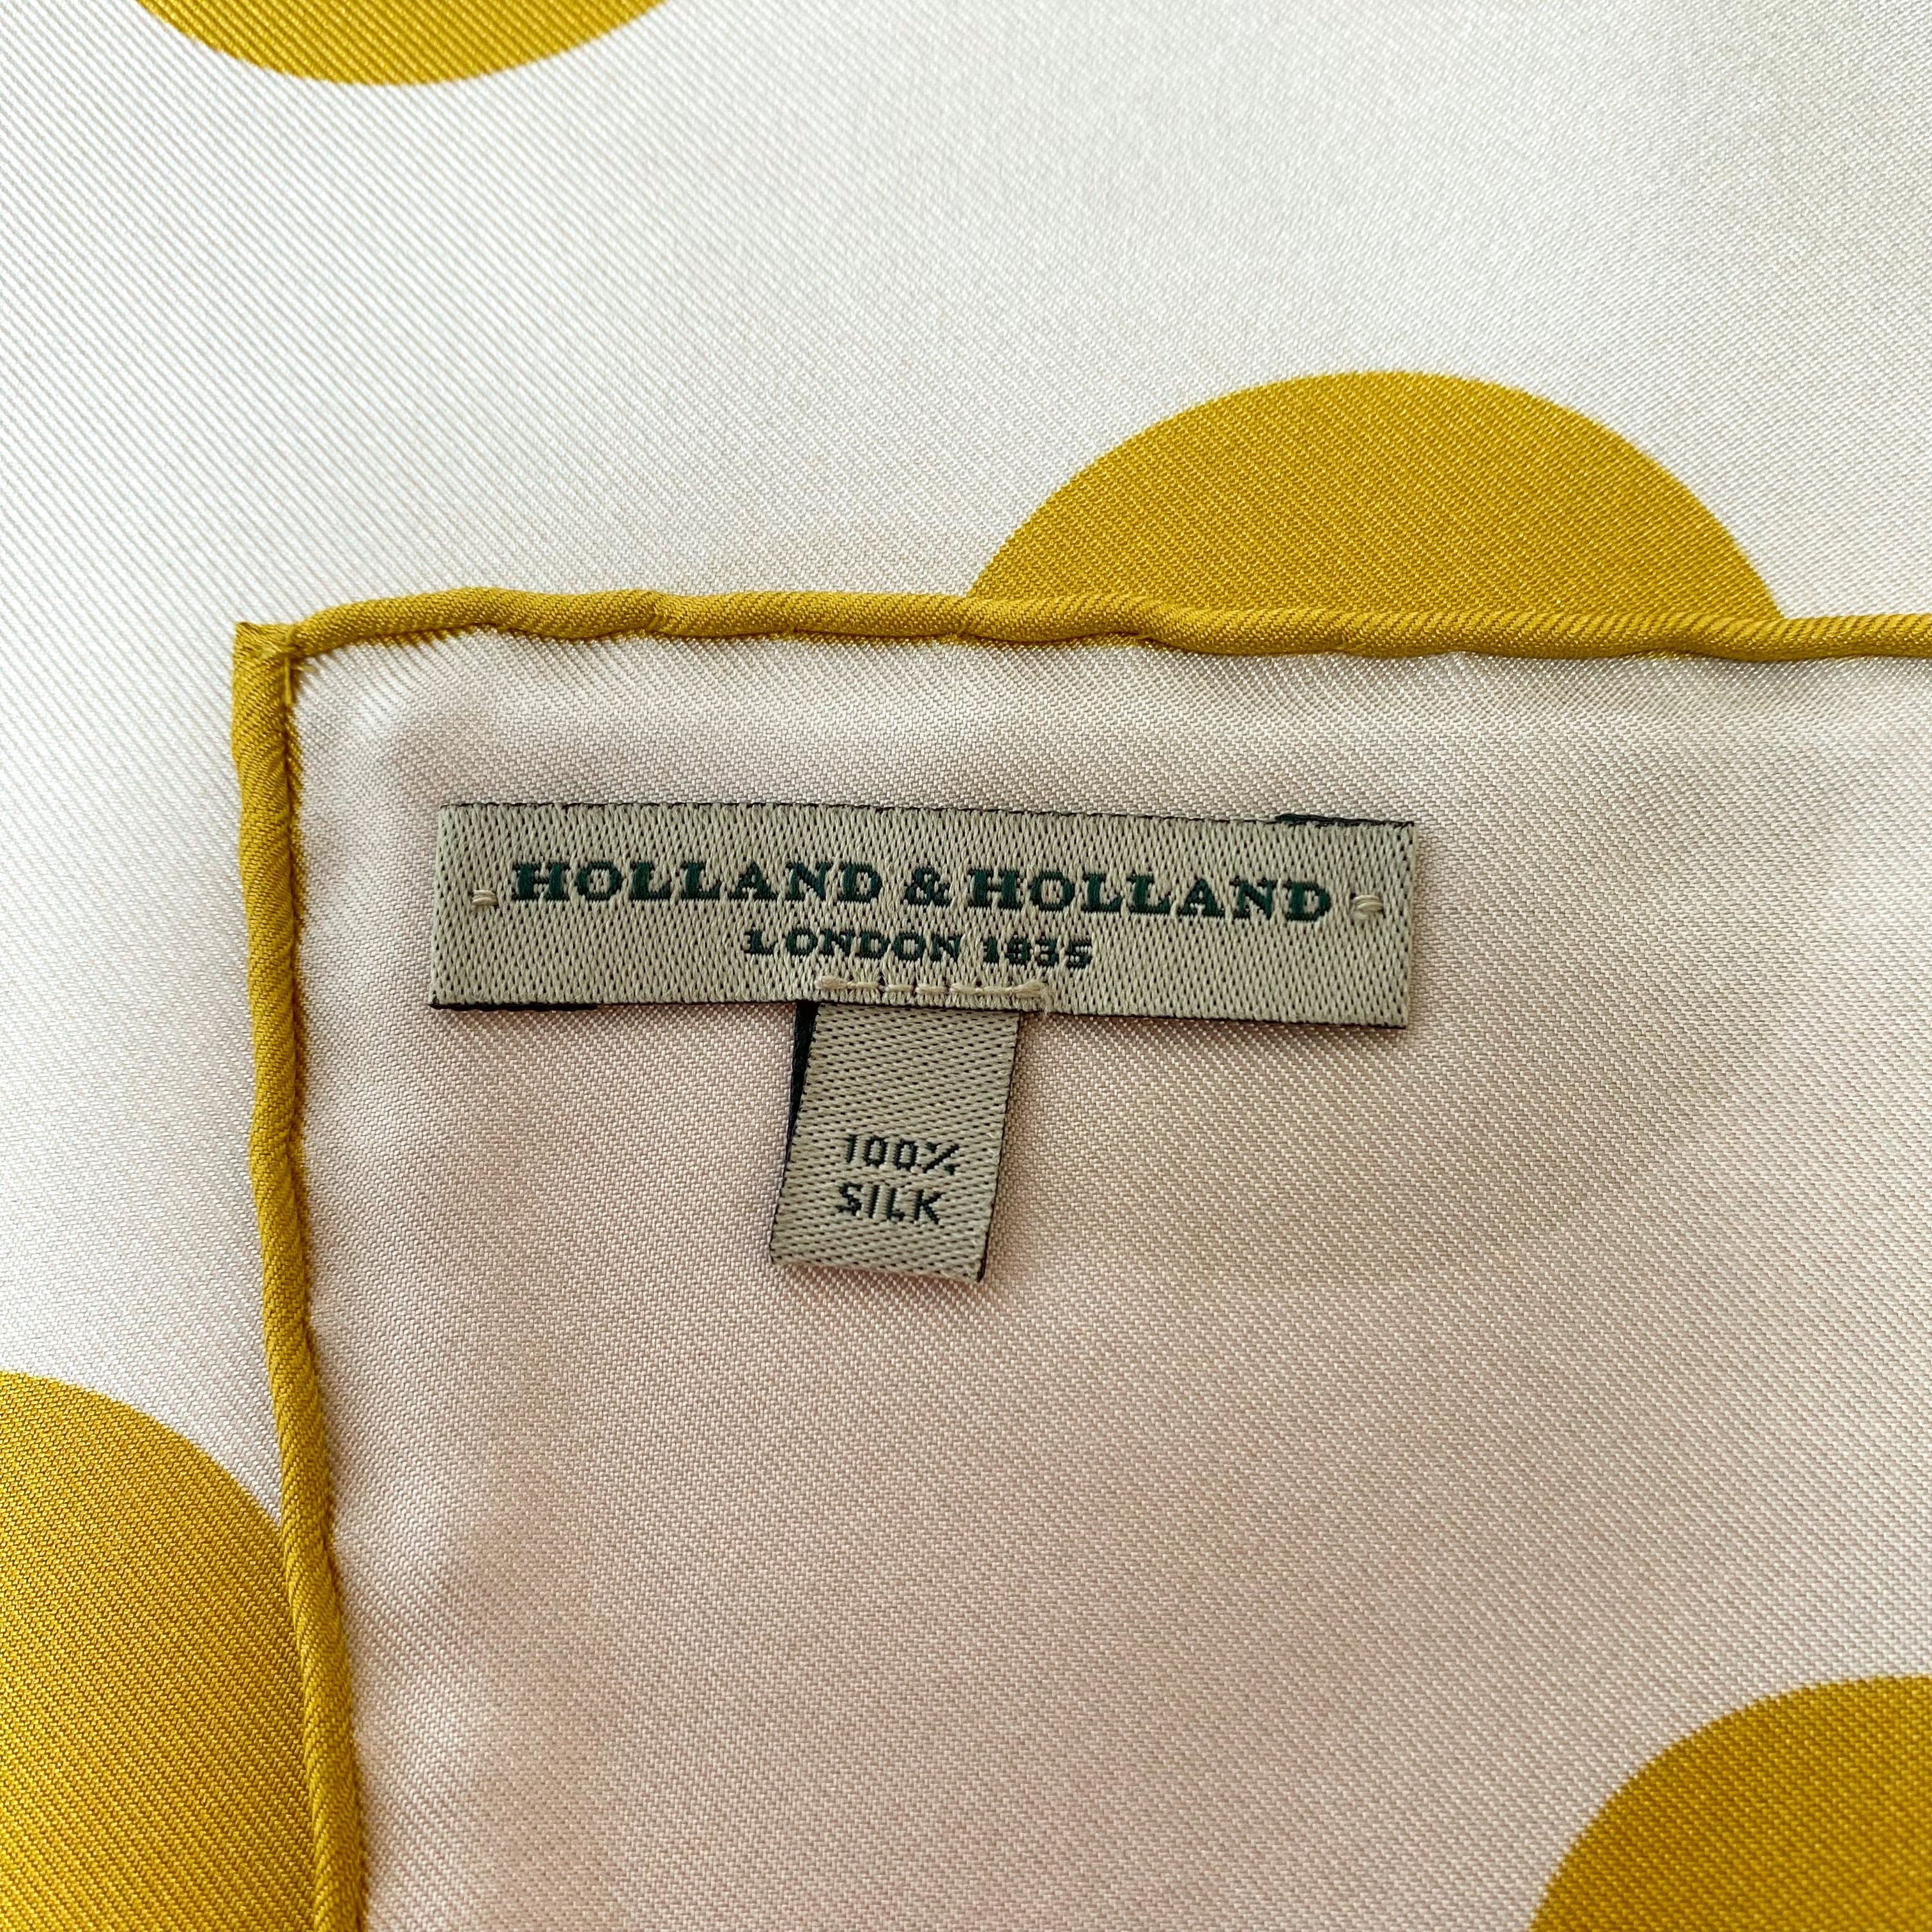 HOLLAND & HOLLAND
LONDON 1835
100%
SILK